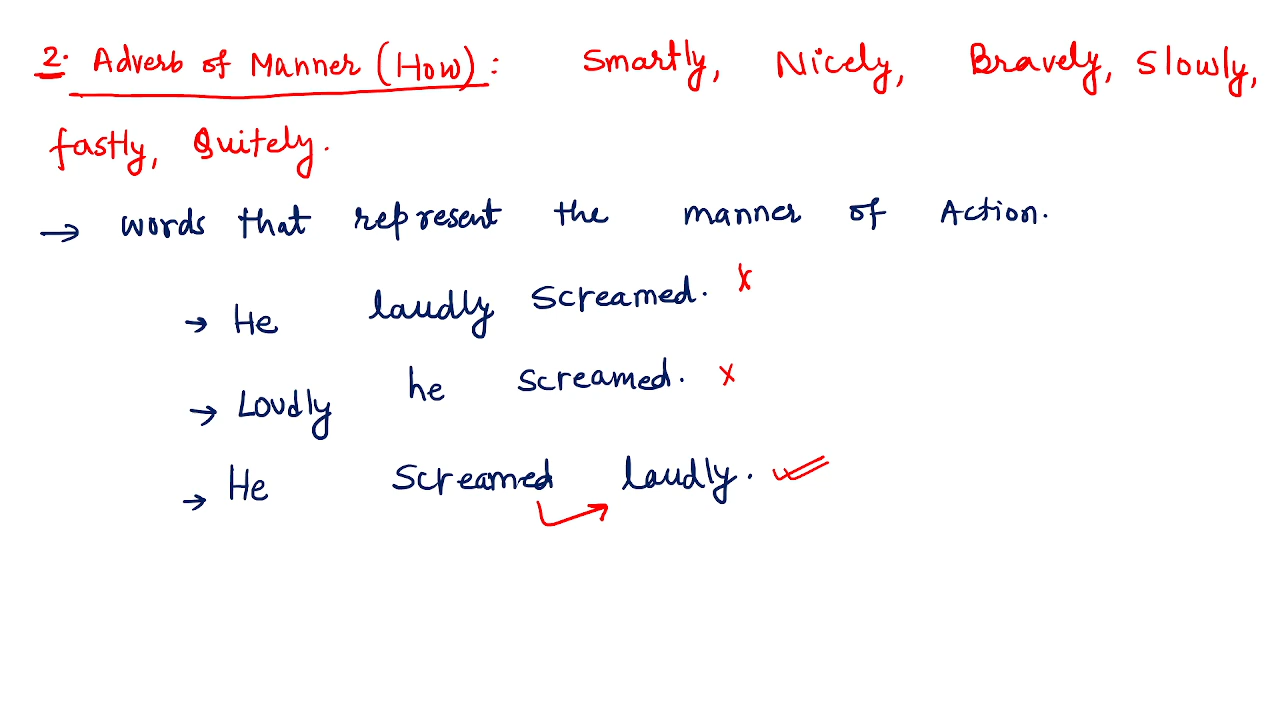 2. Adverb of Manner (How): Smartly, Nicely, Bravely, Slowly,
fastly, Quitely.
→ words that represent the manner of Action.
→ He laudly screamed. x
→ Loudly he screamed. x
→ He screamed laudly. ✓